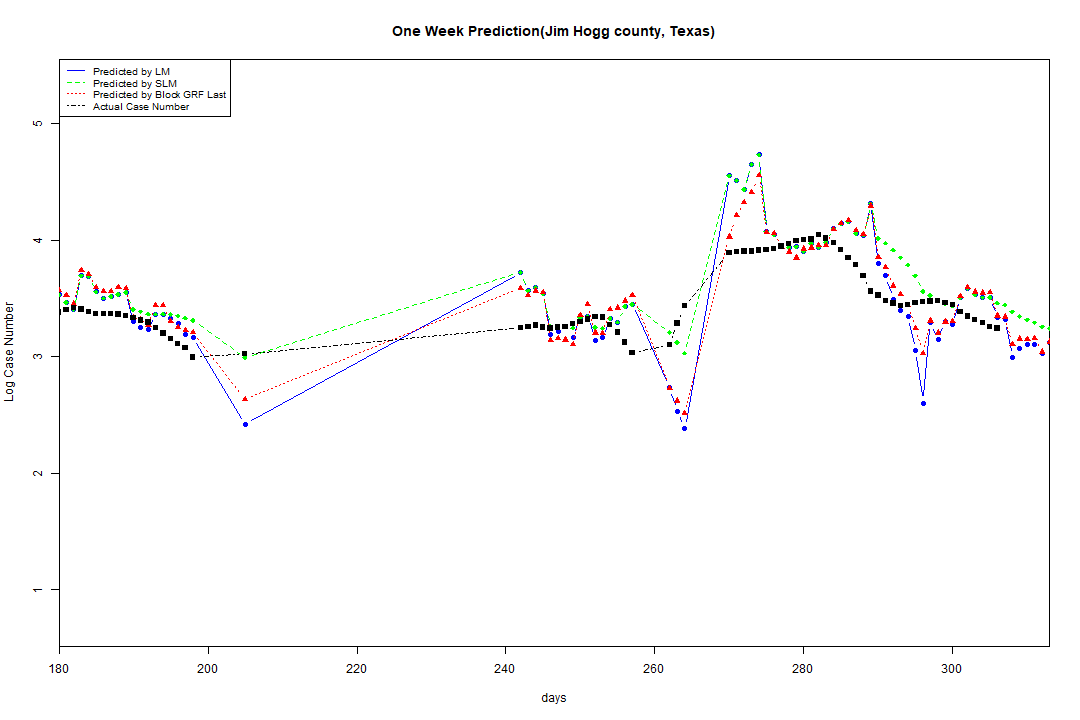 One Week Prediction(Jim Hogg county, Texas)
Predicted by LM
Predicted by SLM
Predicted by Block GRF Last
Actual Case Number
Log Case Number
5
4
3
2
1
180 200 220 240 260 280 300
days